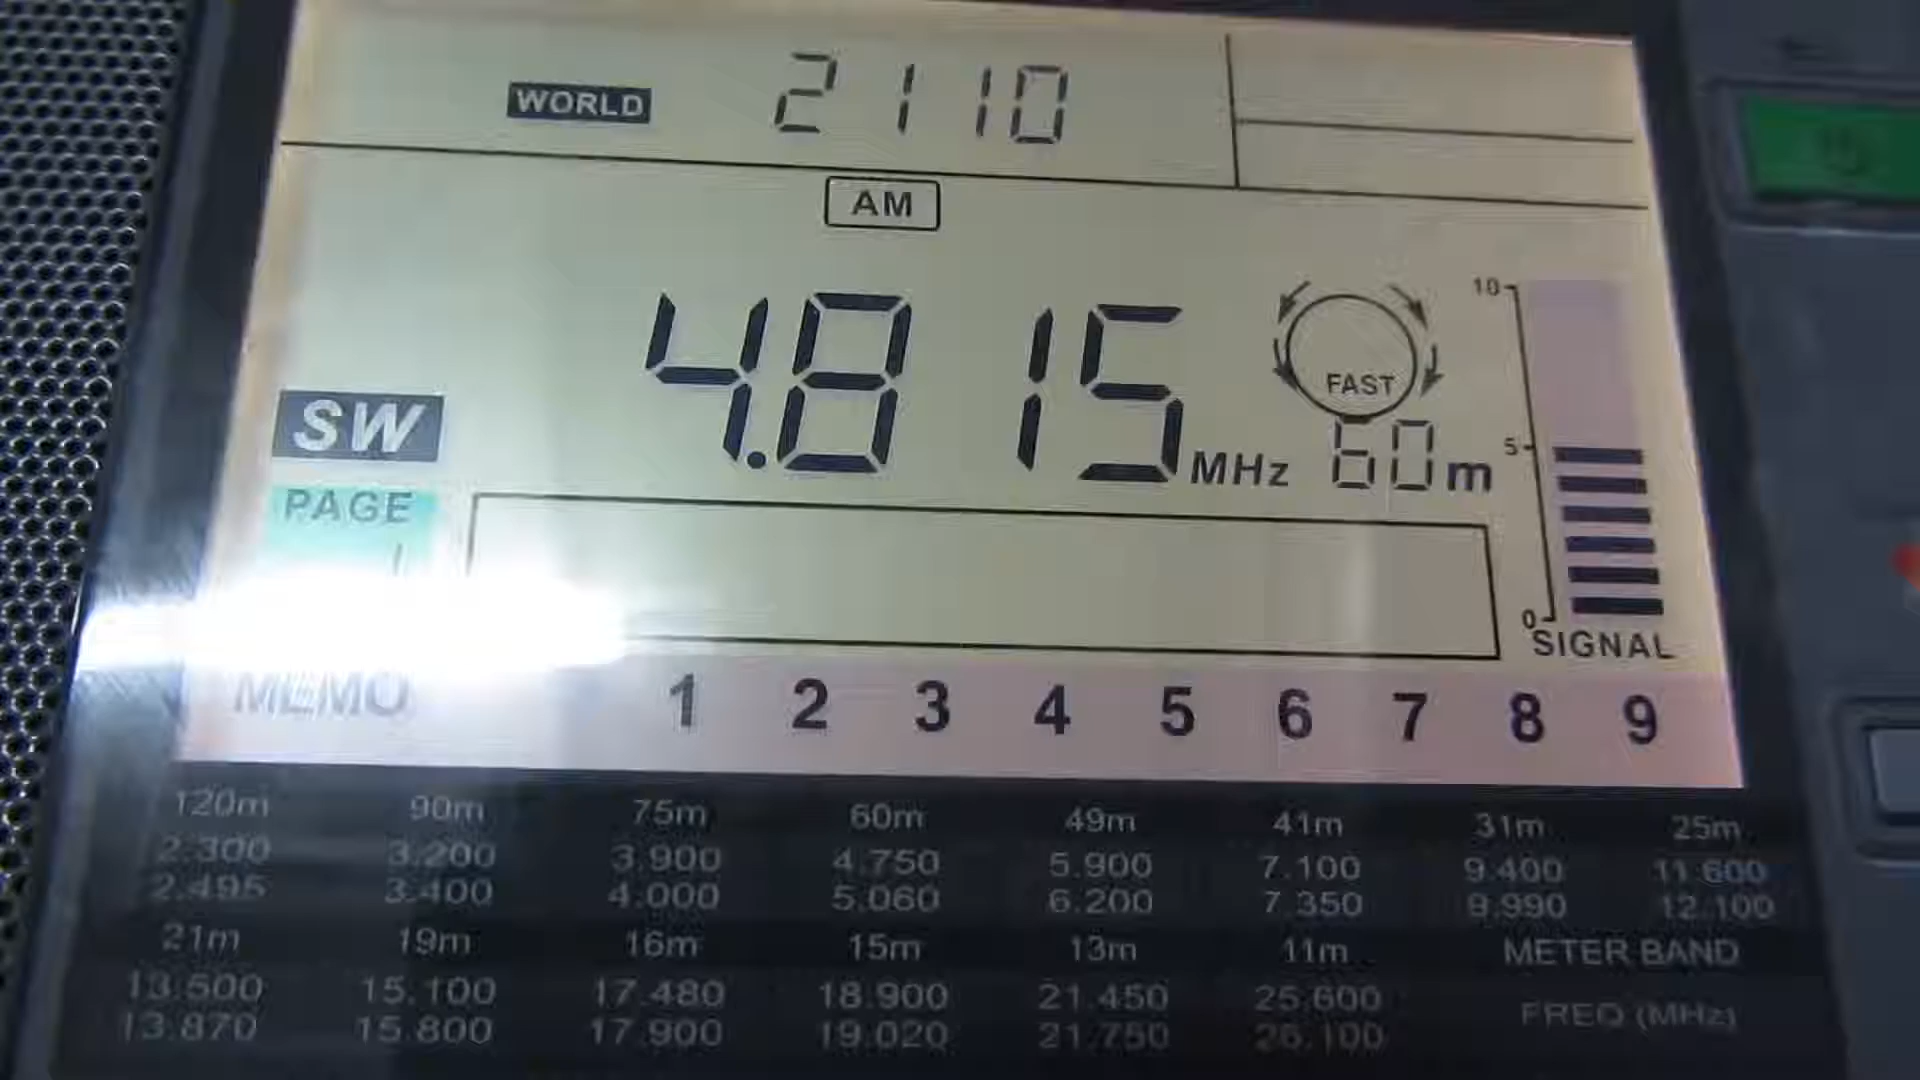 WORLD 21 10
AM
4.815 MHz 60m
FAST
10
5
0
SIGNAL
SW
PAGE
1
MEMO 1 2 3 4 5 6 7 8 9
120m 90m 75m 60m 49m 41m 31m 25m
2.300 3.200 3.900 4.750 5.900 7.100 9.400 11.600
2.495 3.400 4.000 5.060 6.200 7.350 9.990 12.100
21m 19m 16m 15m 13m 11m METER BAND
13.500 15.100 17.480 18.900 21.450 25.600 FREQ (MHz)
13.870 15.800 17.900 19.020 21.750 26.100